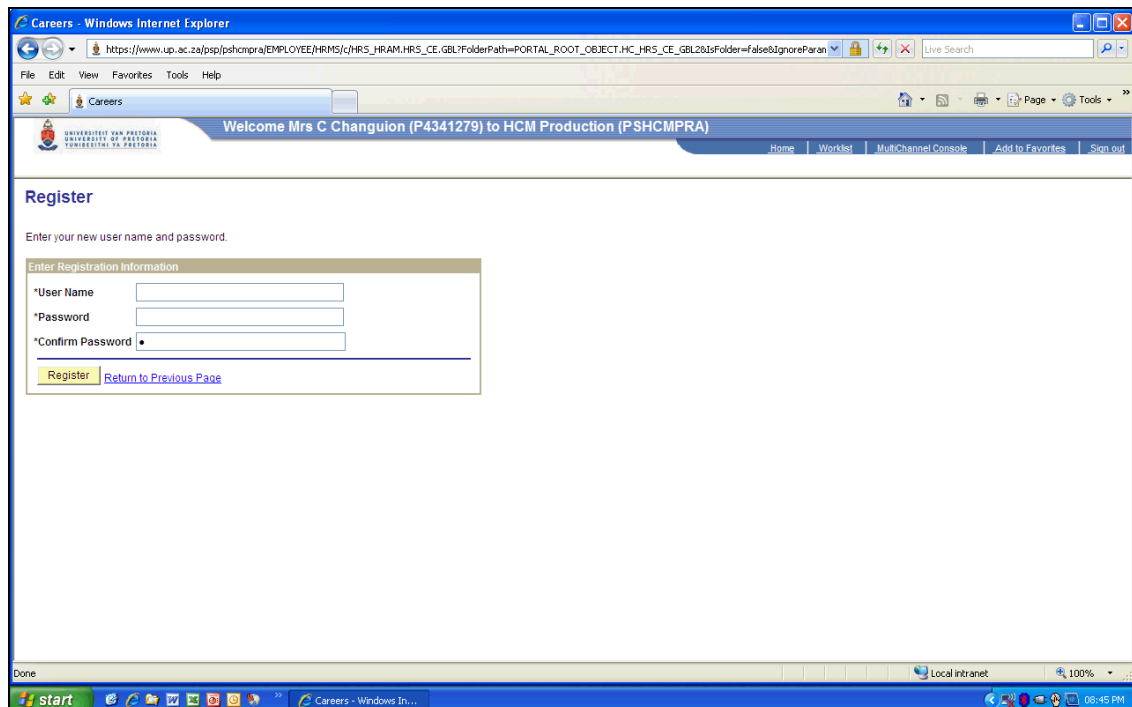 Careers - Windows Internet Explorer
https://www.up.ac.za/psp/pshcmpra/EMPLOYEE/HRMS/c/HRS_HRAM.HRS_CE.GBL?FolderPath=PORTAL_ROOT_OBJECT.HC_HRS_CE_GBL2&IsFolder=false&IgnoreParan
Live Search
File Edit View Favorites Tools Help
Careers
Page Tools »
UNIVERSITEIT VAN PRETORIA
UNIVERSITY OF PRETORIA
YUNIBESITHI YA PRETORIA
Welcome Mrs C Changuion (P4341279) to HCM Production (PSHCMPRA)
Home | Worklist | MultiChannel Console | Add to Favorites | Sign out
Register
Enter your new user name and password.
Enter Registration Information
*User Name
*Password
*Confirm Password •
Register Return to Previous Page
Done
Local intranet
100%
start
» Careers - Windows In...
08:45 PM